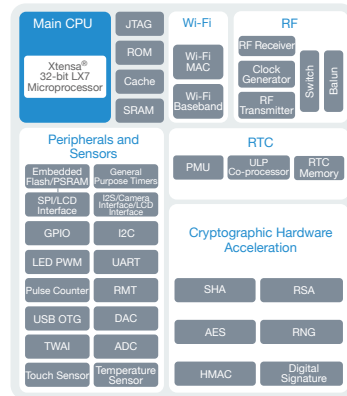 Main CPU
Xtensa®
32-bit LX7
Microprocessor
JTAG
ROM
Cache
SRAM
Wi-Fi
Wi-Fi
MAC
Wi-Fi
Baseband
RF
RF Receiver
Clock
Generator
RF
Transmitter
Switch
Balun
Peripherals and
Sensors
Embedded
Flash/PSRAM
General
Purpose Timers
SPI/LCD
Interface
I2S/Camera
Interface/LCD
Interface
GPIO
I2C
LED PWM
UART
Pulse Counter
RMT
USB OTG
DAC
TWAI
ADC
Touch Sensor
Temperature
Sensor
RTC
PMU
ULP
Co-processor
RTC
Memory
Cryptographic Hardware
Acceleration
SHA
RSA
AES
RNG
HMAC
Digital
Signature